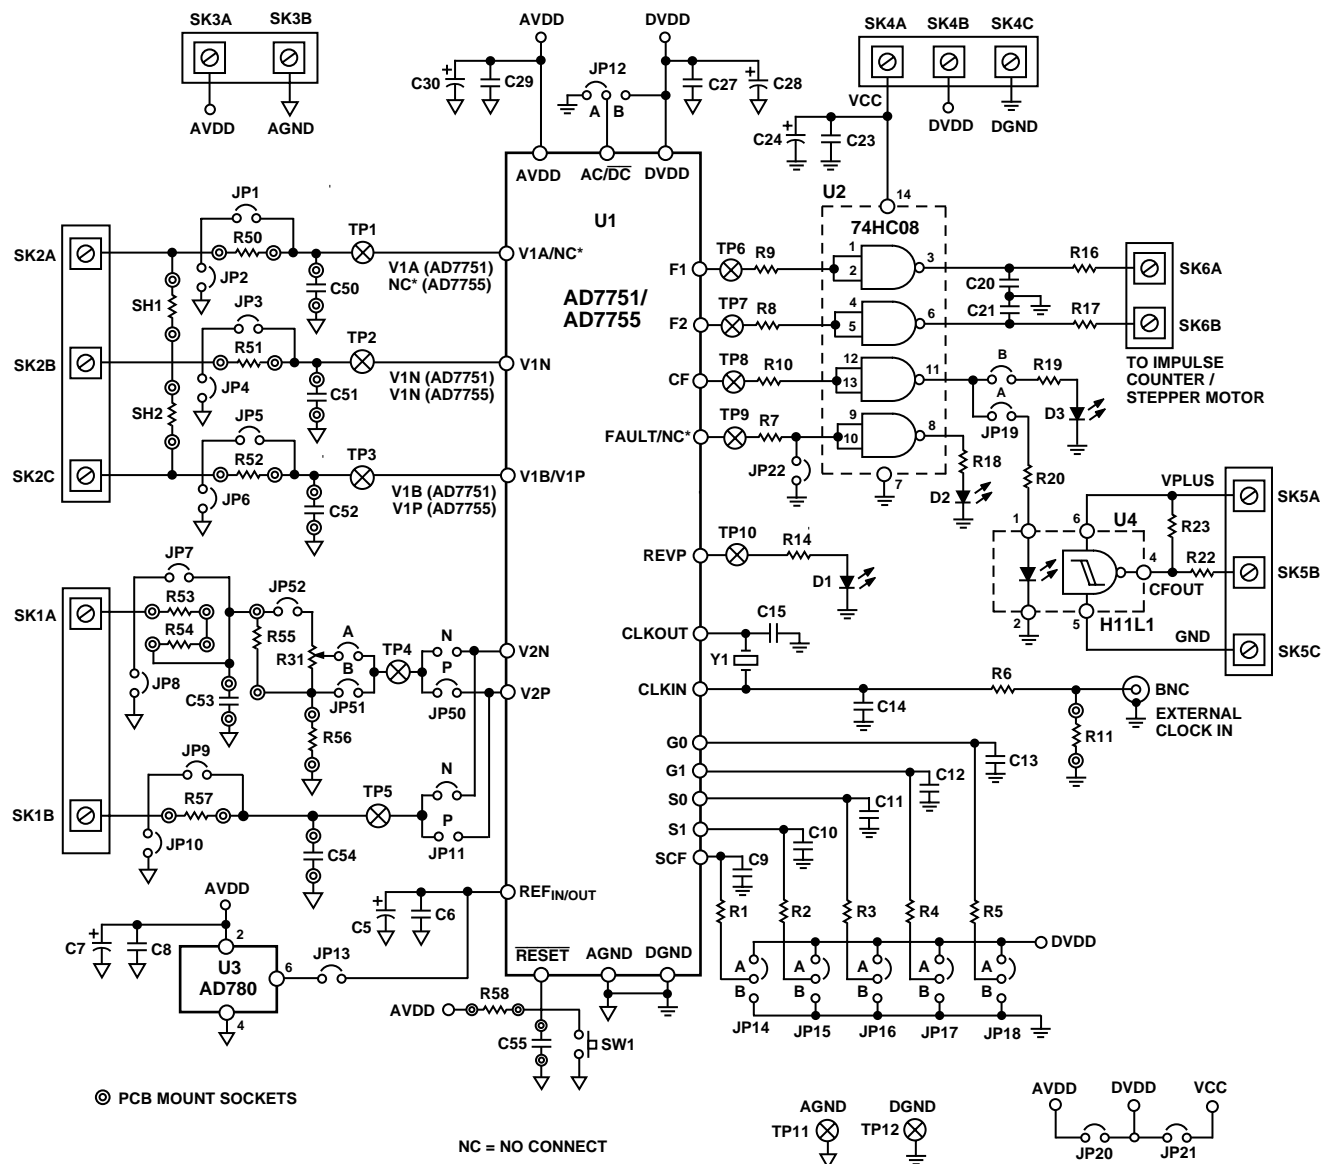 SK3A SK3B
AVDD AGND
AVDD DVDD
C30 C29 JP12 C27 C28
A B
SK4A SK4B SK4C
VCC DVDD DGND
C24 C23
AVDD AC/DC DVDD
U2 14
74HC08
U1
AD7751/
AD7755
JP1
SK2A R50 TP1 V1A/NC*
JP2 V1A (AD7751)
NC* (AD7755)
C50
SH1 JP3
SK2B R51 TP2 V1N
JP4 V1N (AD7751)
V1N (AD7755)
C51
SH2 JP5
SK2C R52 TP3 V1B/V1P
JP6 V1B (AD7751)
V1P (AD7755)
C52
F1 TP6 R9 1 2 3 R16 SK6A
C20
C21
F2 TP7 R8 4 5 6 R17 SK6B
TO IMPULSE
COUNTER /
STEPPER MOTOR
CF TP8 R10 12 13 11 B A R19
JP19 D3
FAULT/NC* TP9 R7 9 10 8
JP22 7 R18 D2 R20
VPLUS SK5A
1 6 U4 R23
4 R22 SK5B
CFOUT
2 5 H11L1
GND SK5C
REVP TP10 R14
D1
JP7
SK1A R53 JP52
R54 R55 A TP4 N V2N
R31 B P
JP8 C53 JP51 JP50 V2P
R56
JP9
N
SK1B R57 TP5 P
JP10 C54 JP11
CLKOUT C15
Y1
CLKIN R6 BNC
C14 R11 EXTERNAL
CLOCK IN
G0 C13
G1 C12
S0 C11
S1 C10
SCF C9
R1 R2 R3 R4 R5
DVDD
A A A A A
B B B B B
JP14 JP15 JP16 JP17 JP18
AVDD
C7 C8 2
U3
AD780
6 JP13
4
C5 C6 REFIN/OUT
RESET AGND DGND
AVDD R58
C55 SW1
PCB MOUNT SOCKETS
NC = NO CONNECT
AGND DGND
TP11 TP12
AVDD DVDD VCC
JP20 JP21